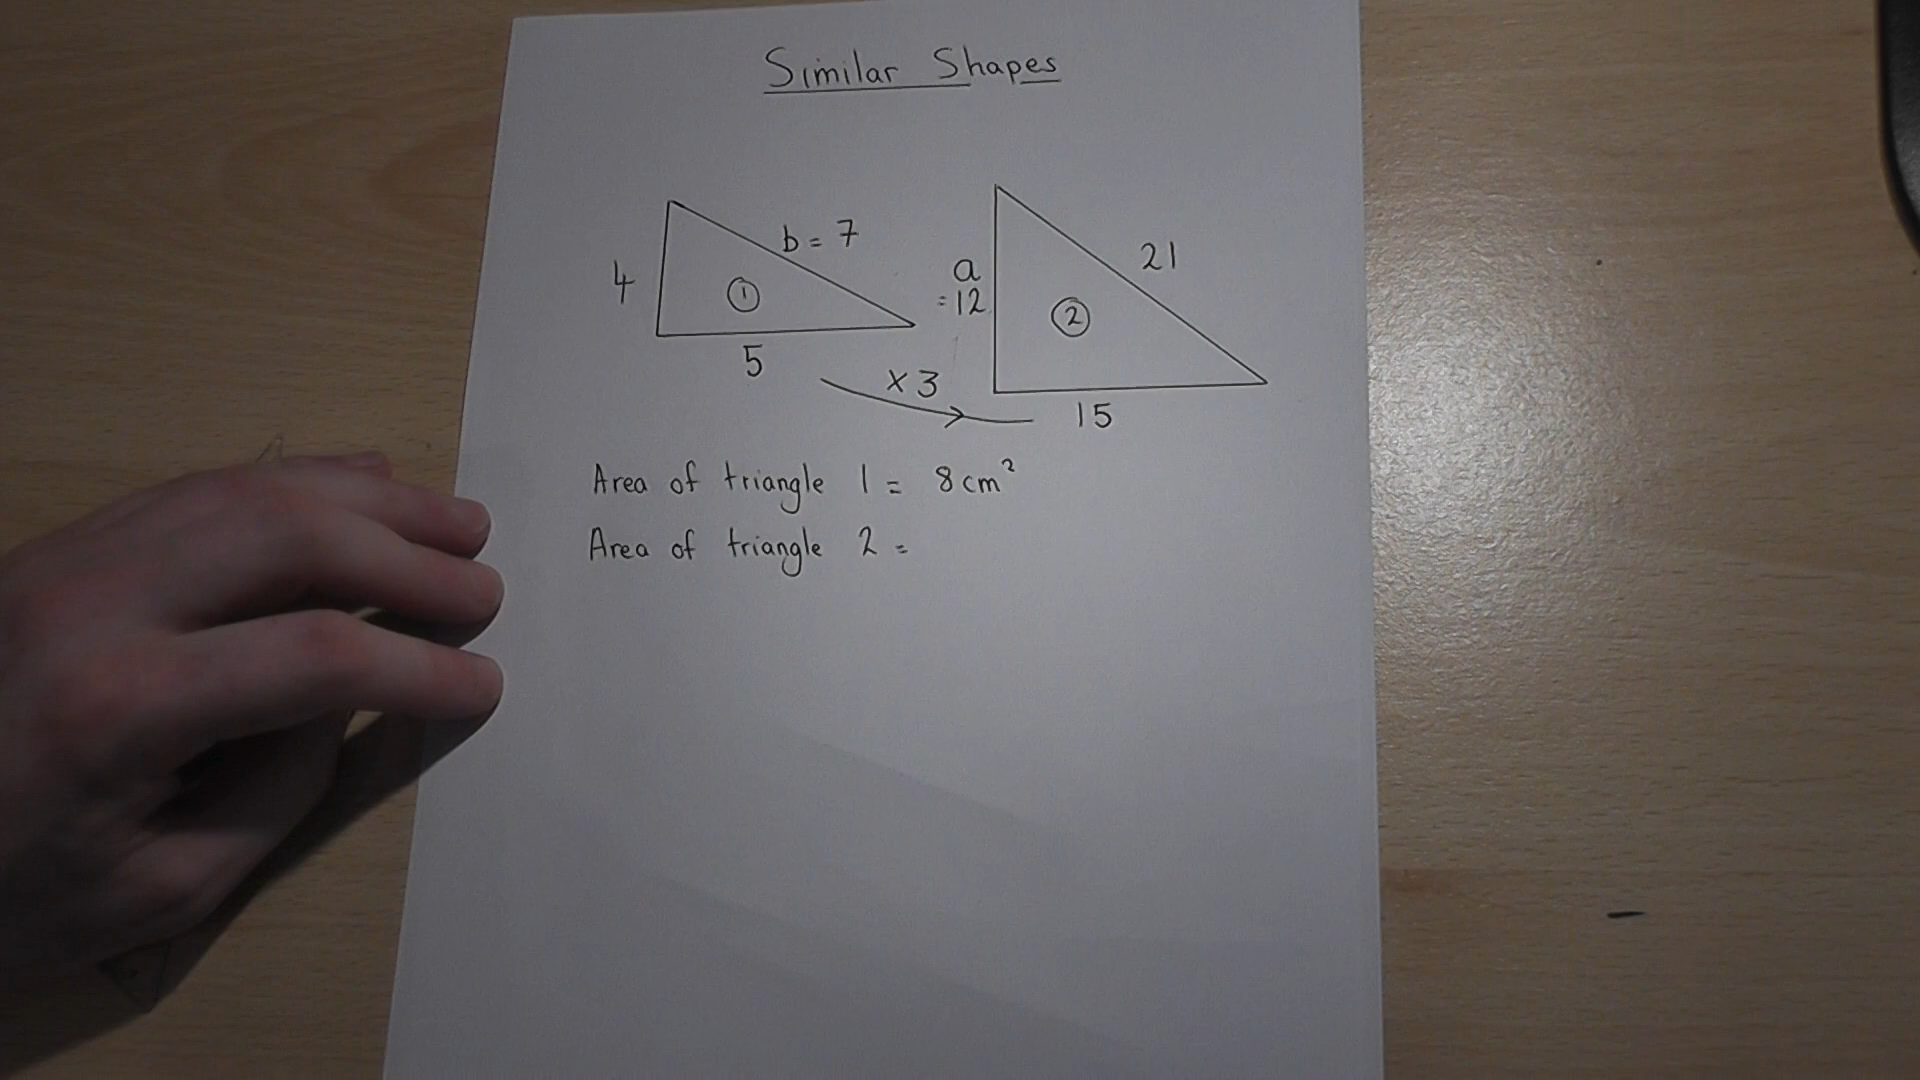 Similar Shapes
b = 7
4
1
5
a
= 12
21
2
× 3
15
Area of triangle 1 = 8cm²
Area of triangle 2 =